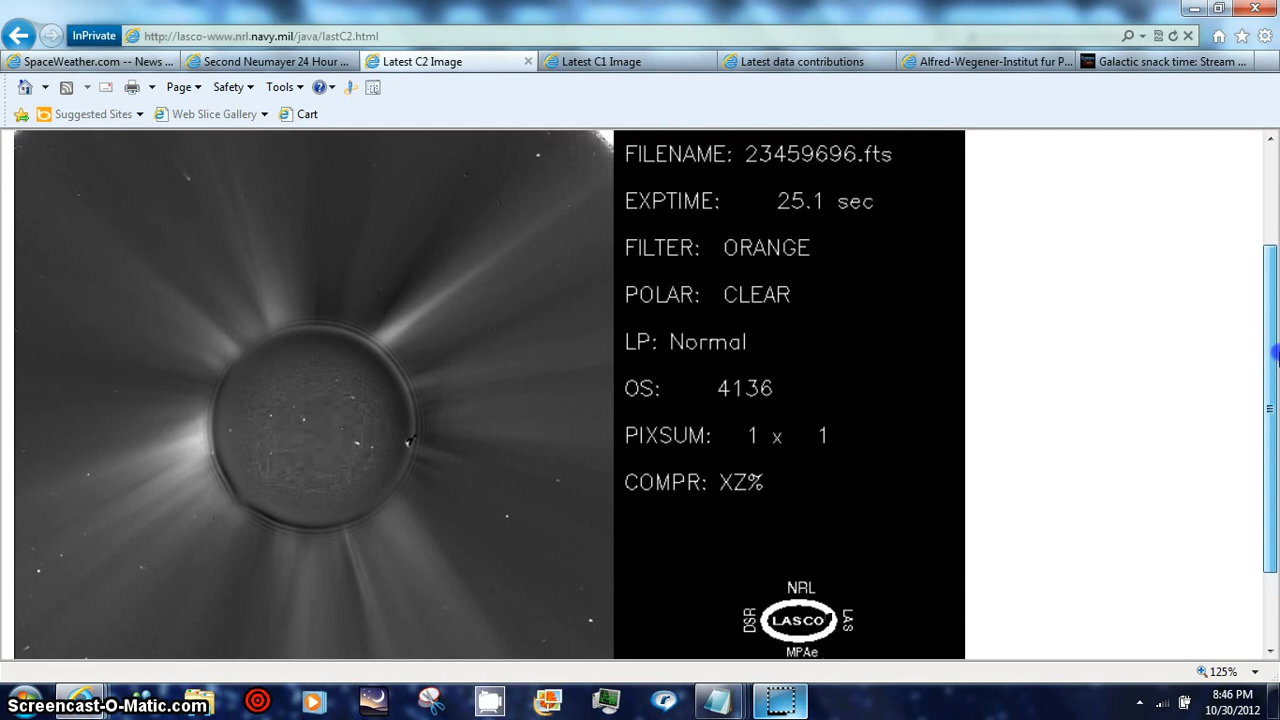 InPrivate
http://lasco-www.nrl.navy.mil/java/lastC2.html
SpaceWeather.com -- News ...
Second Neumayer 24 Hour ...
Latest C2 Image
Latest C1 Image
Latest data contributions
Alfred-Wegener-Institut fur P...
Galactic snack time: Stream ...
Page
Safety
Tools
Suggested Sites
Web Slice Gallery
Cart
FILENAME: 23459696.fts
EXPTIME: 25.1 sec
FILTER: ORANGE
POLAR: CLEAR
LP: Normal
OS: 4136
PIXSUM: 1 x 1
COMPR: XZ%
NRL
DSR
LASCO
LAS
MPAe
125%
Screencast-O-Matic.com
8:46 PM
10/30/2012